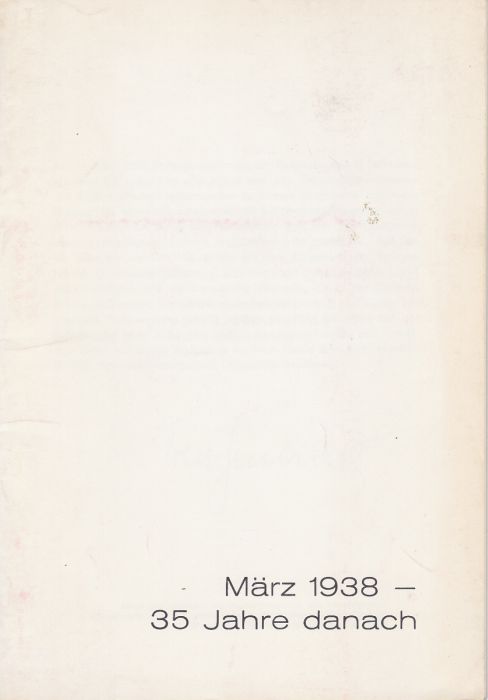 März 1938 –
35 Jahre danach